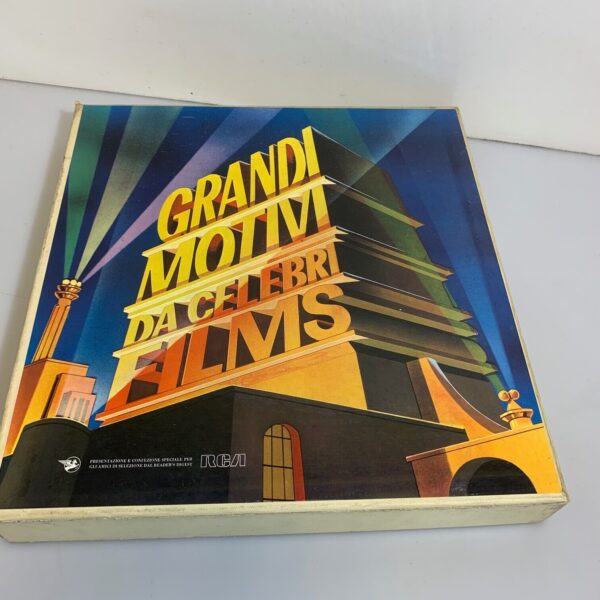 GRANDI
MOTIVI
DA CELEBRI
FILMS
PRESENTAZIONE E CONFEZIONE SPECIALE PER
GLI AMICI DI SELEZIONE DAL READER'S DIGEST
RCA